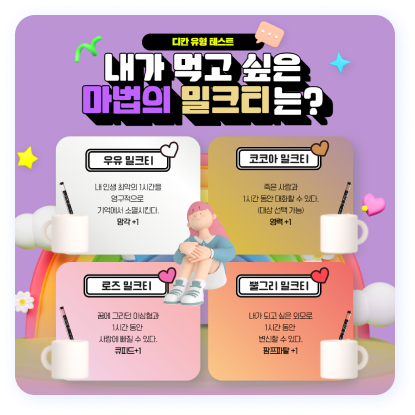 디칸 유형 테스트
내가 먹고 싶은
마법의 밀크티는?
우유 밀크티
내 인생 최악의 1시간을
영구적으로
기억에서 소멸시킨다.
망각 +1
코코아 밀크티
죽은 사람과
1시간 동안 대화할 수 있다.
(대상 선택 가능)
영력 +1
로즈 밀크티
꿈에 그리던 이상형과
1시간 동안
사랑에 빠질 수 있다.
큐피드+1
뽈그리 밀크티
내가 되고 싶은 외모로
1시간 동안
변신할 수 있다.
팜프파탈 +1